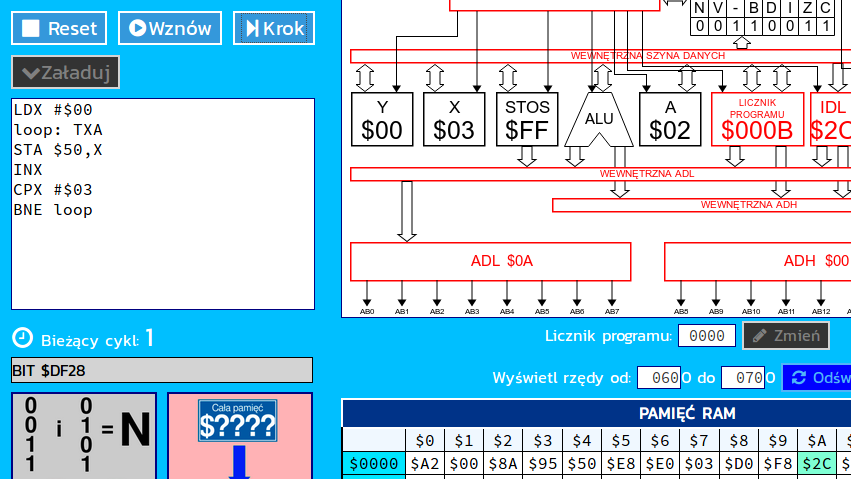 Reset
Wznów
Krok
Załaduj
LDX #$00
loop: TXA
STA $50,X
INX
CPX #$03
BNE loop
Bieżący cykl: 1
BIT $DF28
0 0 1 1 i 0 1 0 1 = N
Cała pamięć
$????
N V - B D I Z C
0 0 1 1 0 0 1 1
WEWNĘTRZNA SZYNA DANYCH
Y
$00
X
$03
STOS
$FF
ALU
A
$02
LICZNIK
PROGRAMU
$000B
IDL
$2C
WEWNĘTRZNA ADL
WEWNĘTRZNA ADH
ADL $0A
ADH $00
AB0 AB1 AB2 AB3 AB4 AB5 AB6 AB7 AB8 AB9 AB10 AB11 AB12
Licznik programu: 0000 Zmień
Wyświetl rzędy od: 0600 do 0700 Odśw
PAMIĘĆ RAM
$0 $1 $2 $3 $4 $5 $6 $7 $8 $9 $A
$0000 $A2 $00 $8A $95 $50 $E8 $E0 $03 $D0 $F8 $2C